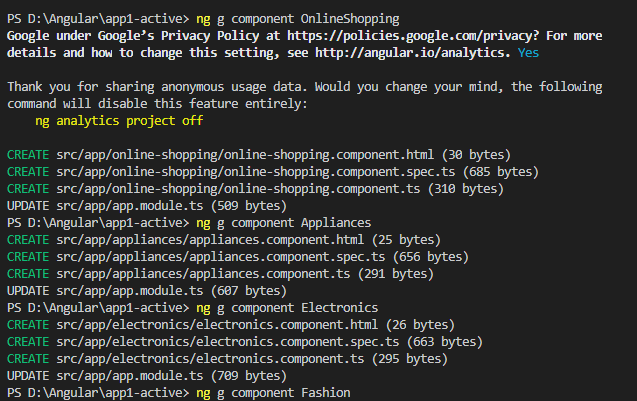 PS D:\Angular\app1-active> ng g component OnlineShopping
Google under Google’s Privacy Policy at https://policies.google.com/privacy? For more
details and how to change this setting, see http://angular.io/analytics. Yes
Thank you for sharing anonymous usage data. Would you change your mind, the following
command will disable this feature entirely:
ng analytics project off
CREATE src/app/online-shopping/online-shopping.component.html (30 bytes)
CREATE src/app/online-shopping/online-shopping.component.spec.ts (685 bytes)
CREATE src/app/online-shopping/online-shopping.component.ts (310 bytes)
UPDATE src/app/app.module.ts (509 bytes)
PS D:\Angular\app1-active> ng g component Appliances
CREATE src/app/appliances/appliances.component.html (25 bytes)
CREATE src/app/appliances/appliances.component.spec.ts (656 bytes)
CREATE src/app/appliances/appliances.component.ts (291 bytes)
UPDATE src/app/app.module.ts (607 bytes)
PS D:\Angular\app1-active> ng g component Electronics
CREATE src/app/electronics/electronics.component.html (26 bytes)
CREATE src/app/electronics/electronics.component.spec.ts (663 bytes)
CREATE src/app/electronics/electronics.component.ts (295 bytes)
UPDATE src/app/app.module.ts (709 bytes)
PS D:\Angular\app1-active> ng g component Fashion